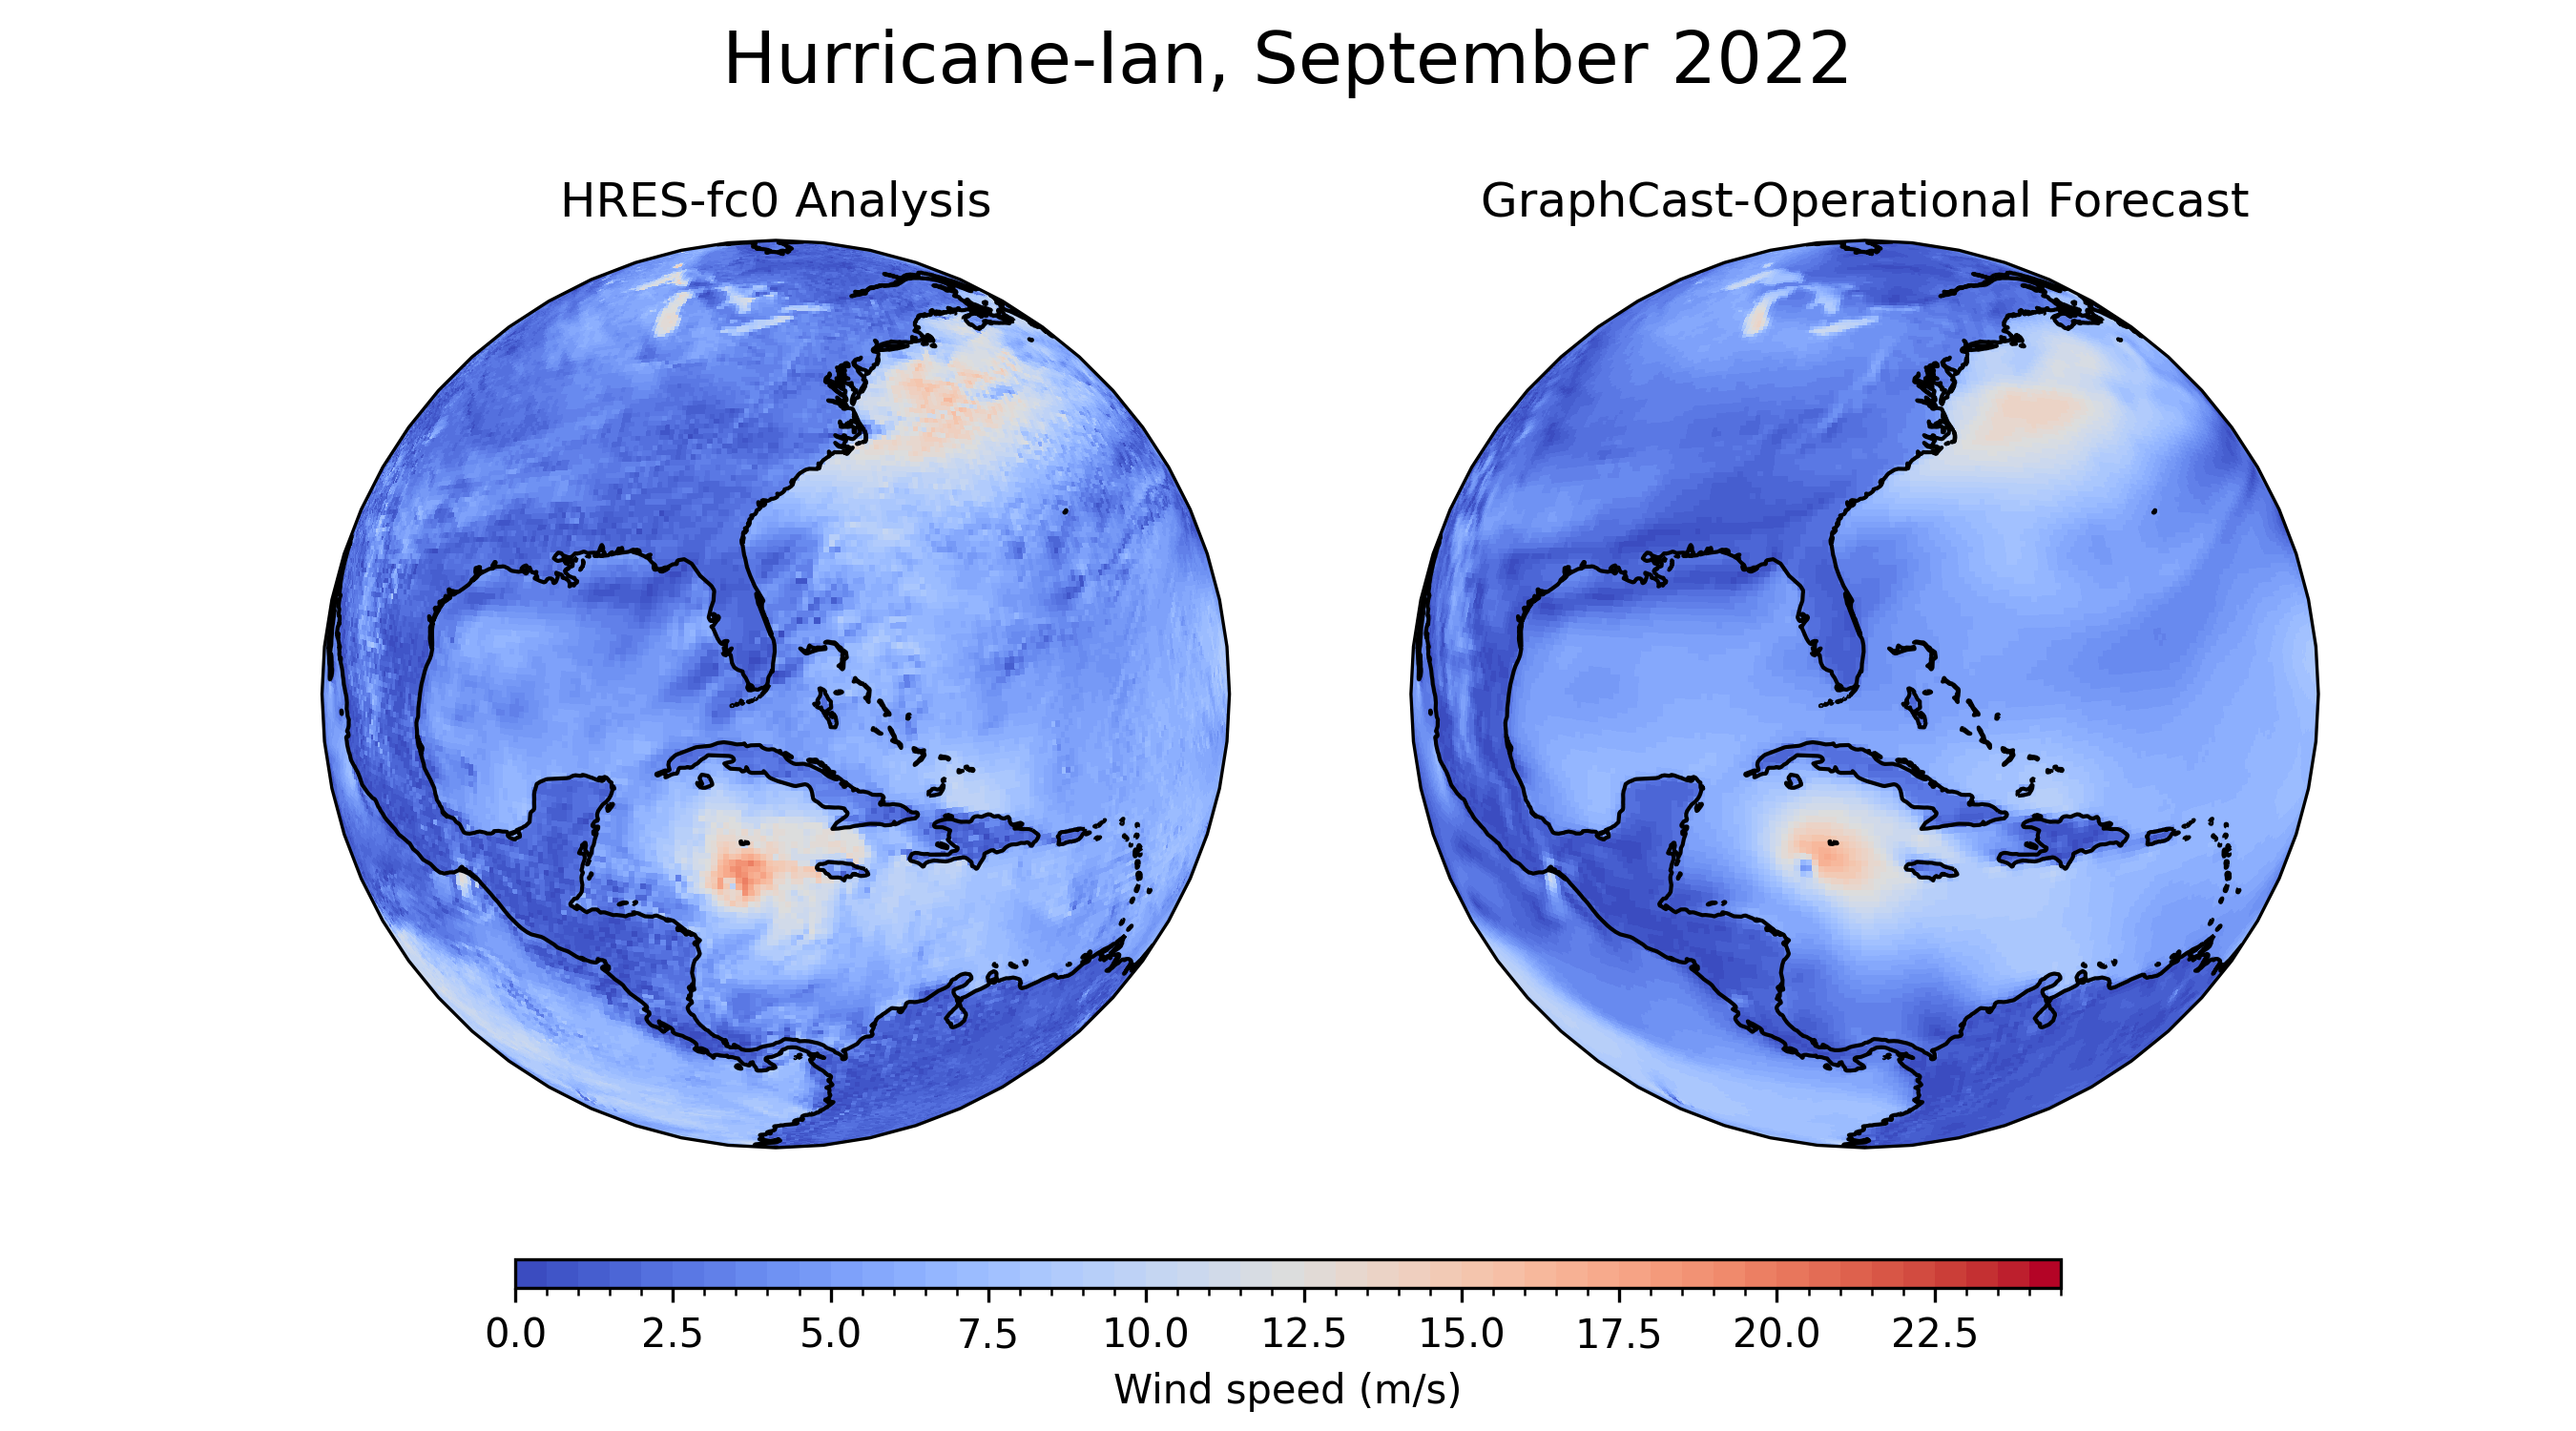 Hurricane-Ian, September 2022
HRES-fc0 Analysis
GraphCast-Operational Forecast
0.0 2.5 5.0 7.5 10.0 12.5 15.0 17.5 20.0 22.5
Wind speed (m/s)